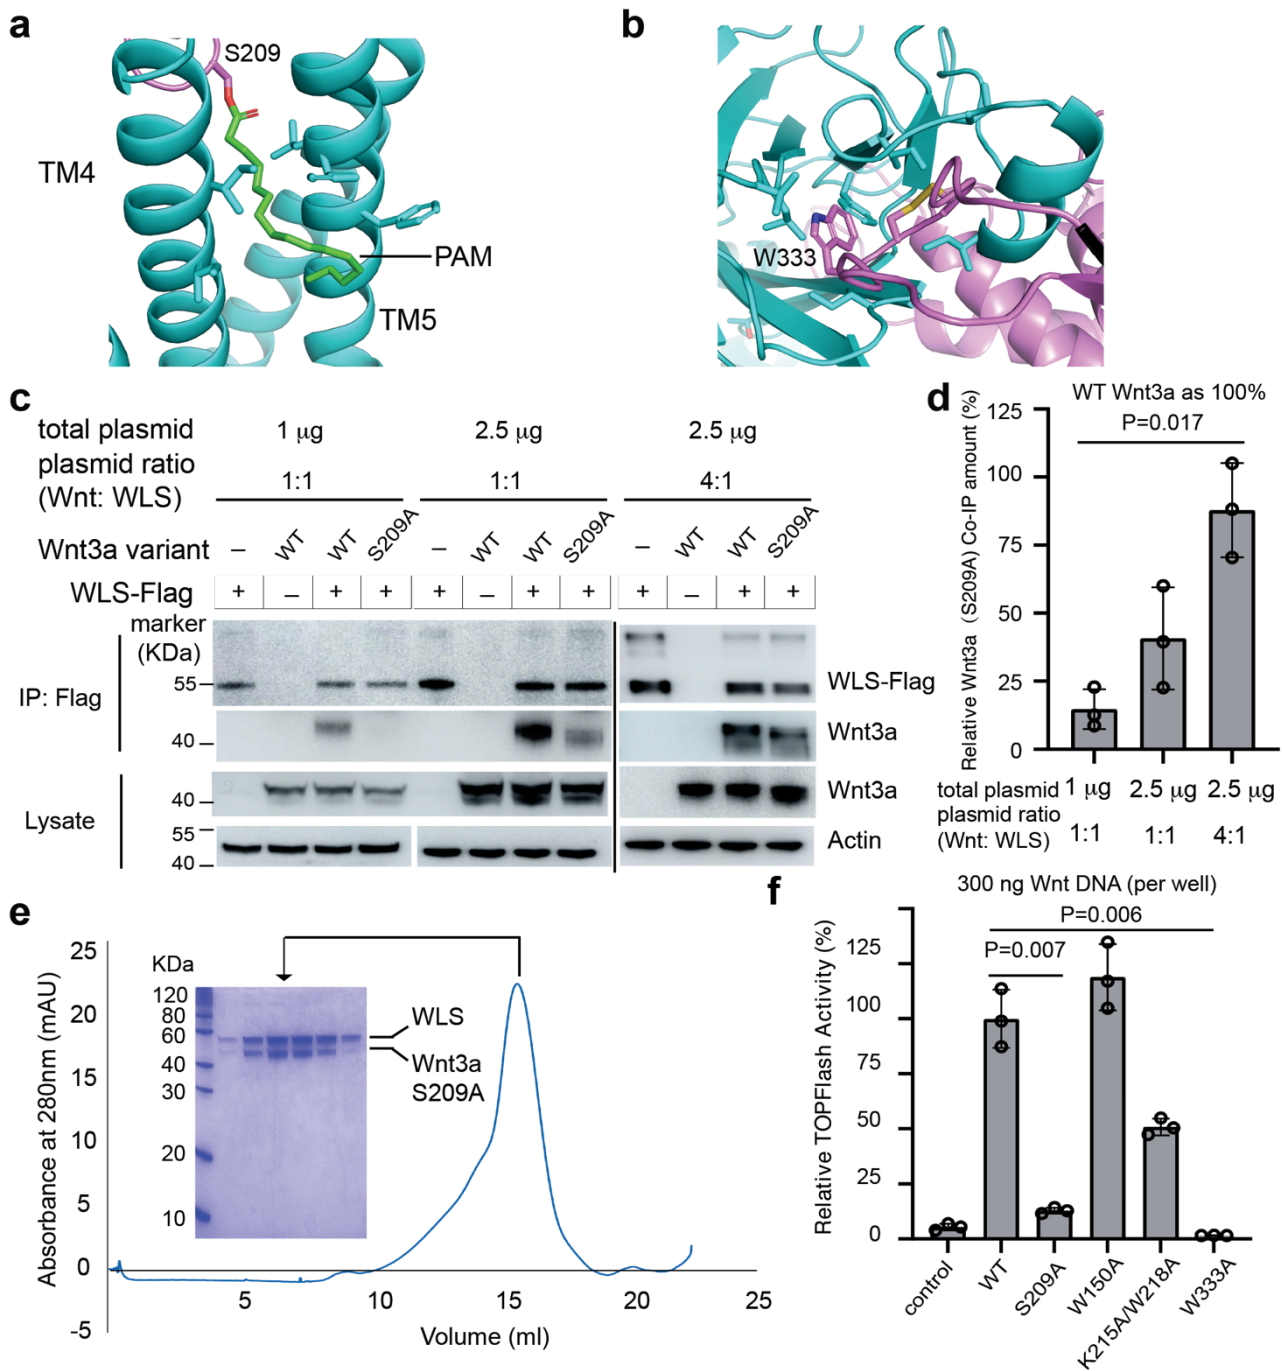 a
S209
TM4
PAM
TM5
b
W333
c
total plasmid 1 µg 2.5 µg 2.5 µg
plasmid ratio
(Wnt: WLS) 1:1 1:1 4:1
Wnt3a variant – WT WT S209A – WT WT S209A – WT WT S209A
WLS-Flag + – + + + – + + + – + +
marker
(KDa)
IP: Flag
55
WLS-Flag
40
Wnt3a
Lysate
40
Wnt3a
55
40
Actin
d
WT Wnt3a as 100%
P=0.017
Relative Wnt3a (S209A) Co-IP amount (%)
125
100
75
50
25
0
total plasmid 1 µg 2.5 µg 2.5 µg
plasmid ratio
(Wnt: WLS) 1:1 1:1 4:1
e
Absorbance at 280nm (mAU)
25
20
15
10
5
0
-5
KDa
120
80
60
40
30
20
10
WLS
Wnt3a
S209A
5 10 15 20 25
Volume (ml)
f
300 ng Wnt DNA (per well)
P=0.006
P=0.007
Relative TOPFlash Activity (%)
125
100
75
50
25
0
control WT S209A W150A K215A/W218A W333A